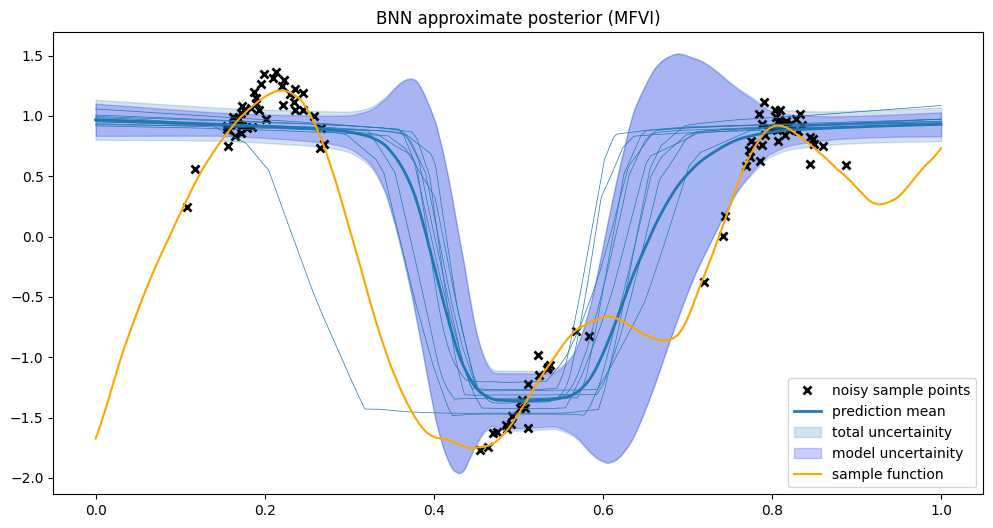 BNN approximate posterior (MFVI)
1.5
1.0
0.5
0.0
−0.5
−1.0
−1.5
−2.0
0.0
0.2
0.4
0.6
0.8
1.0
noisy sample points
prediction mean
total uncertainity
model uncertainity
sample function